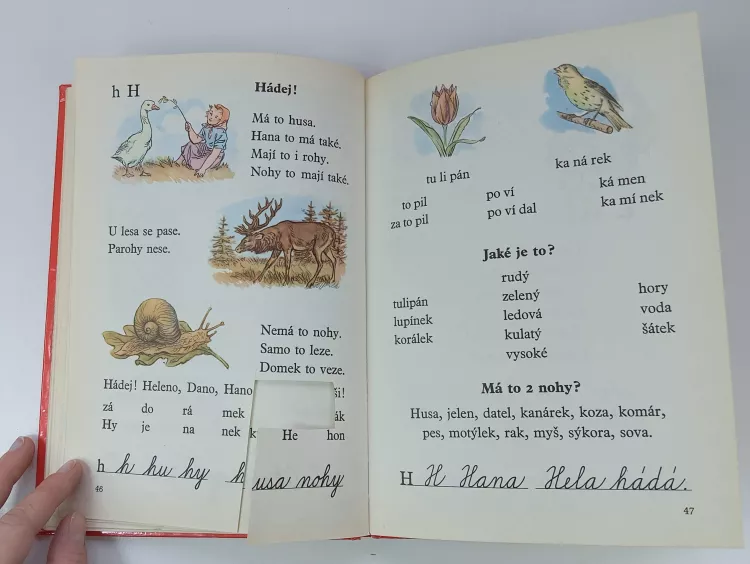 h H
Hádej!
Má to husa.
Hana to má také.
Mají to i rohy.
Nohy to mají také.
U lesa se pase.
Parohy nese.
Nemá to nohy.
Samo to leze.
Domek to veze.
Hádej! Heleno, Dano, Hano
zá do rá mek ák
Hy je na nek k He hon
h h hu hy husa nohy
46
tu li pán
ka ná rek
to pil po ví ká men
za to pil po ví dal ka mí nek
Jaké je to?
rudý
tulipán zelený hory
lupínek ledová voda
korálek kulatý šátek
vysoké
Má to 2 nohy?
Husa, jelen, datel, kanárek, koza, komár,
pes, motýlek, rak, myš, sýkora, sova.
H H Hana Hela hádá.
47